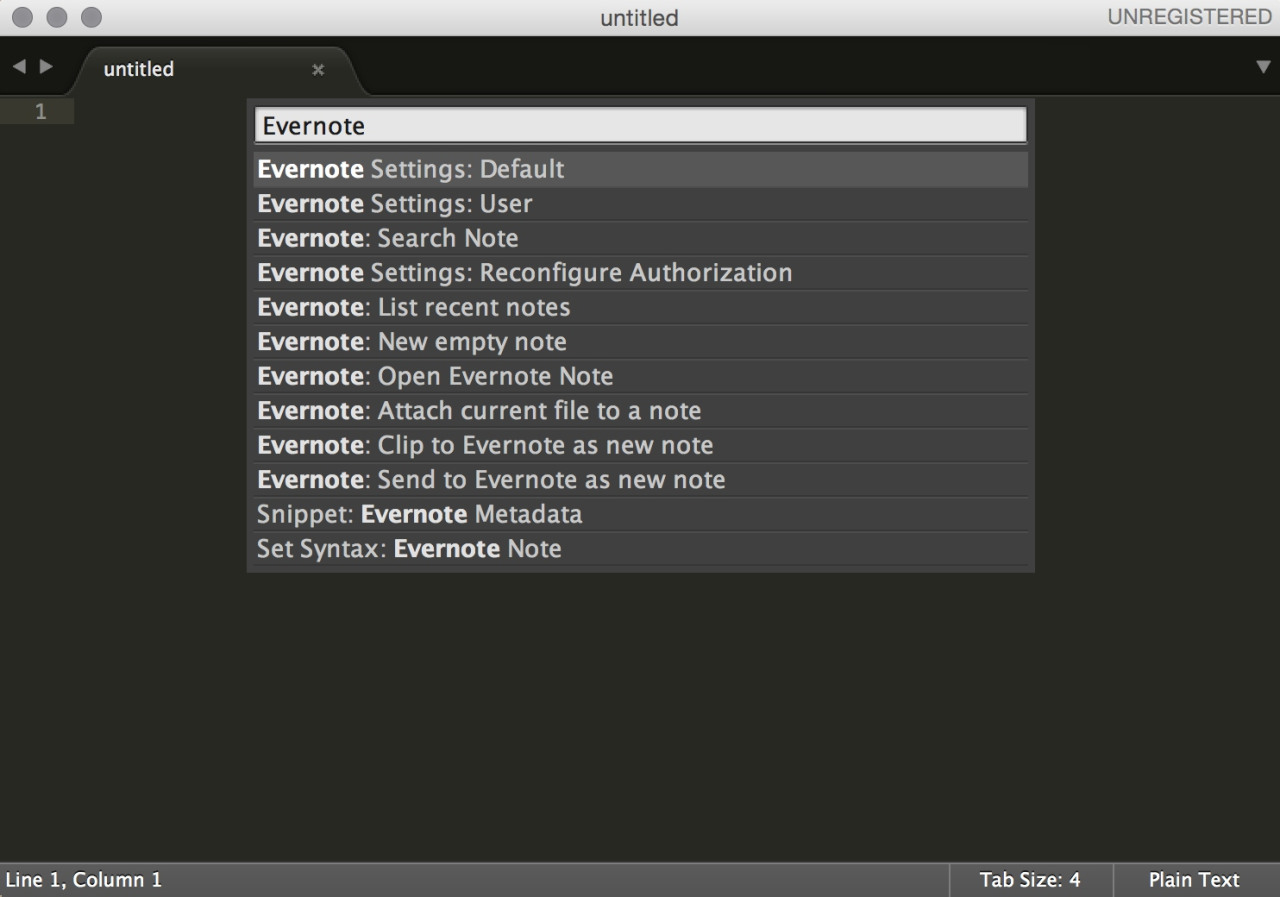 untitled
UNREGISTERED
untitled
1
Evernote
Evernote Settings: Default
Evernote Settings: User
Evernote: Search Note
Evernote Settings: Reconfigure Authorization
Evernote: List recent notes
Evernote: New empty note
Evernote: Open Evernote Note
Evernote: Attach current file to a note
Evernote: Clip to Evernote as new note
Evernote: Send to Evernote as new note
Snippet: Evernote Metadata
Set Syntax: Evernote Note
Line 1, Column 1
Tab Size: 4
Plain Text